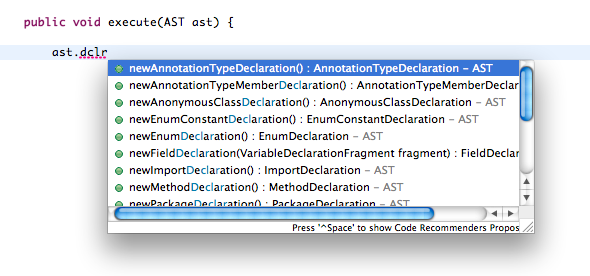 public void execute(AST ast) {
ast.dclr
newAnnotationTypeDeclaration() : AnnotationTypeDeclaration – AST
newAnnotationTypeMemberDeclaration() : AnnotationTypeMemberDeclar
newAnonymousClassDeclaration() : AnonymousClassDeclaration – AST
newEnumConstantDeclaration() : EnumConstantDeclaration – AST
newEnumDeclaration() : EnumDeclaration – AST
newFieldDeclaration(VariableDeclarationFragment fragment) : FieldDeclar
newImportDeclaration() : ImportDeclaration – AST
newMethodDeclaration() : MethodDeclaration – AST
newPackageDeclaration() : PackageDeclaration – AST
Press '^Space' to show Code Recommenders Propos